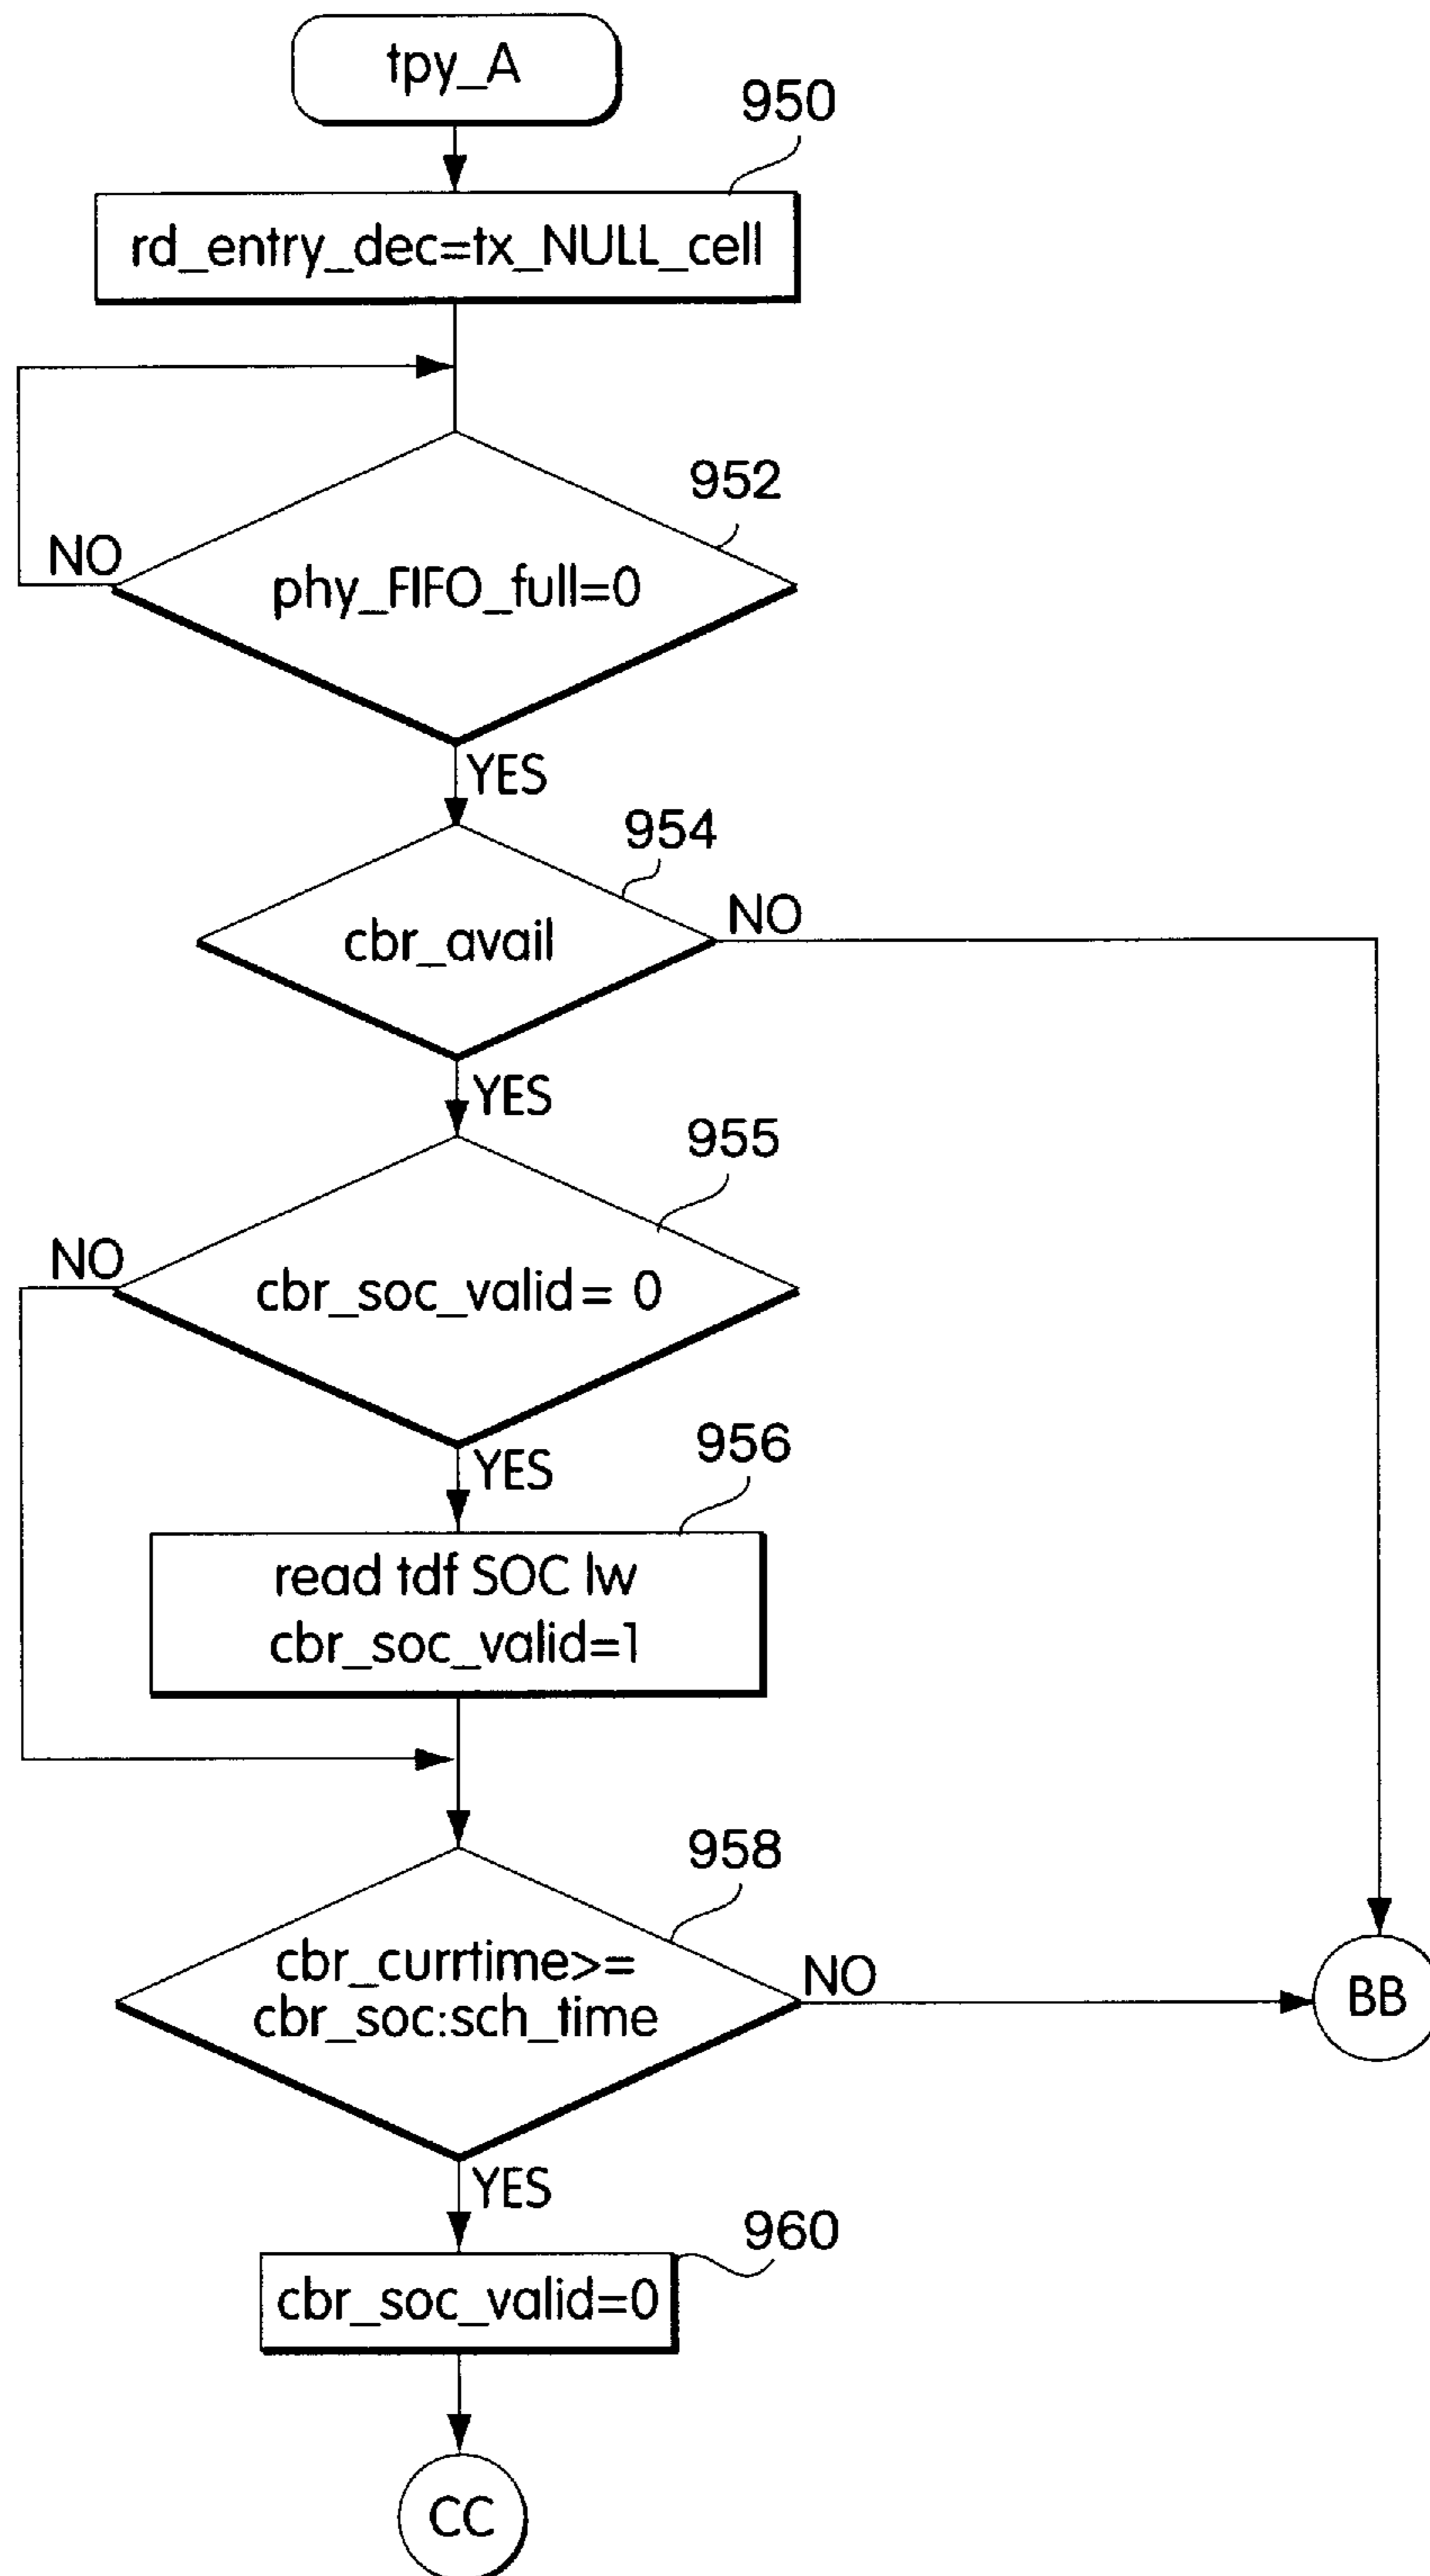 tpy_A
950
rd_entry_dec=tx_NULL_cell
952
NO
phy_FIFO_full=0
YES
954
NO
cbr_avail
YES
955
NO
cbr_soc_valid= 0
YES
956
read tdf SOC lw
cbr_soc_valid=1
958
cbr_currtime>=
cbr_soc:sch_time
NO
BB
YES
960
cbr_soc_valid=0
CC